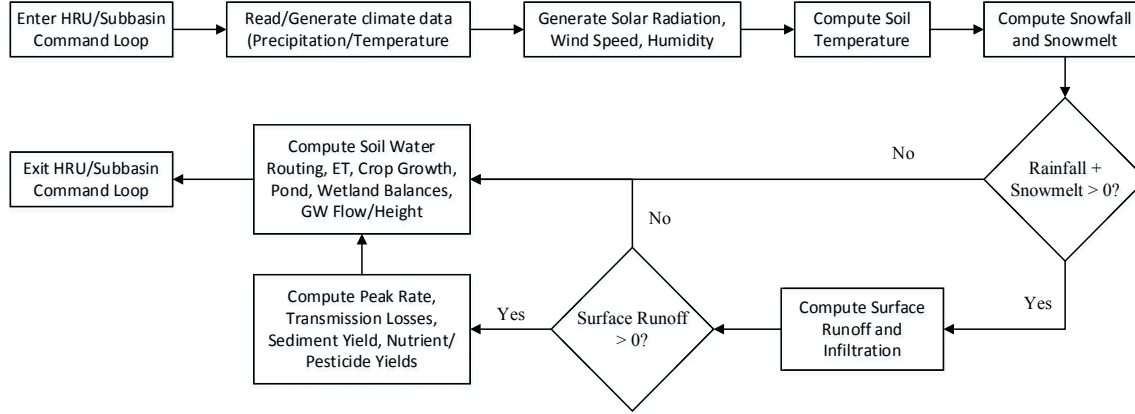 Enter HRU/Subbasin
Command Loop
Read/Generate climate data
(Precipitation/Temperature
Generate Solar Radiation,
Wind Speed, Humidity
Compute Soil
Temperature
Compute Snowfall
and Snowmelt
Rainfall +
Snowmelt > 0?
No
Yes
Compute Surface
Runoff and
Infiltration
Surface Runoff
> 0?
No
Yes
Compute Peak Rate,
Transmission Losses,
Sediment Yield, Nutrient/
Pesticide Yields
Compute Soil Water
Routing, ET, Crop Growth,
Pond, Wetland Balances,
GW Flow/Height
Exit HRU/Subbasin
Command Loop